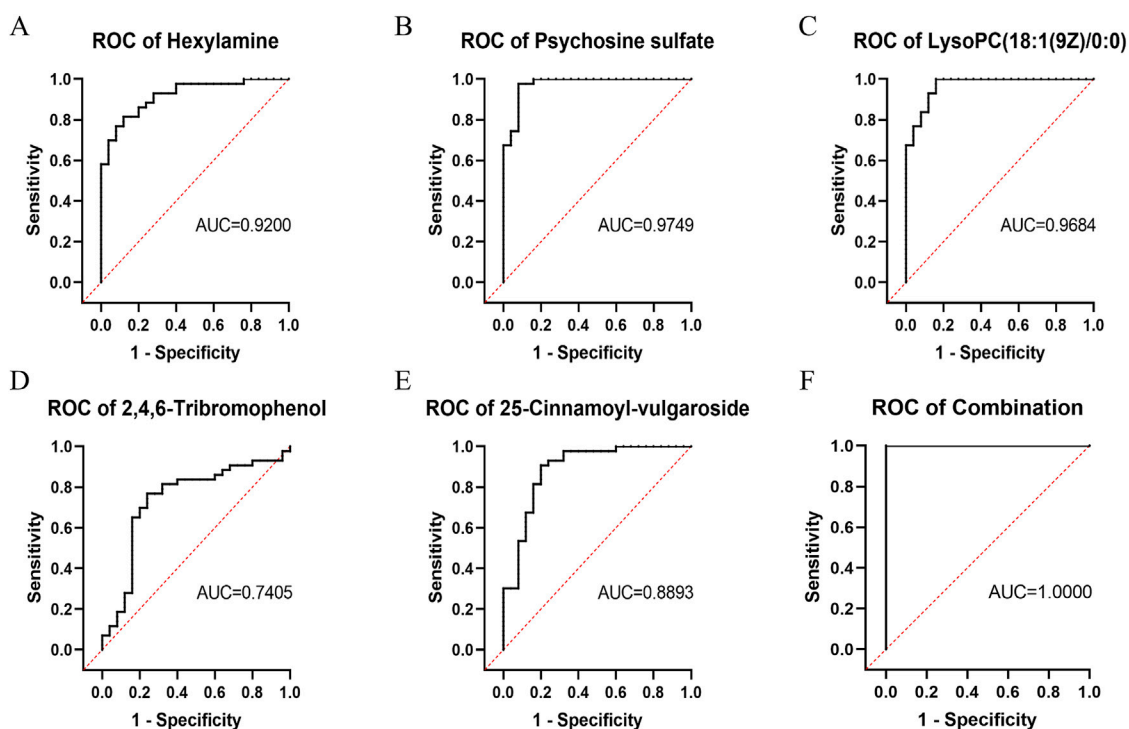 A
ROC of Hexylamine
1.0
0.8
0.6
0.4
0.2
0.0
Sensitivity
AUC=0.9200
0.0 0.2 0.4 0.6 0.8 1.0
1 - Specificity
B
ROC of Psychosine sulfate
1.0
0.8
0.6
0.4
0.2
0.0
Sensitivity
AUC=0.9749
0.0 0.2 0.4 0.6 0.8 1.0
1 - Specificity
C
ROC of LysoPC(18:1(9Z)/0:0)
1.0
0.8
0.6
0.4
0.2
0.0
Sensitivity
AUC=0.9684
0.0 0.2 0.4 0.6 0.8 1.0
1 - Specificity
D
ROC of 2,4,6-Tribromophenol
1.0
0.8
0.6
0.4
0.2
0.0
Sensitivity
AUC=0.7405
0.0 0.2 0.4 0.6 0.8 1.0
1 - Specificity
E
ROC of 25-Cinnamoyl-vulgaroside
1.0
0.8
0.6
0.4
0.2
0.0
Sensitivity
AUC=0.8893
0.0 0.2 0.4 0.6 0.8 1.0
1 - Specificity
F
ROC of Combination
1.0
0.8
0.6
0.4
0.2
0.0
Sensitivity
AUC=1.0000
0.0 0.2 0.4 0.6 0.8 1.0
1 - Specificity